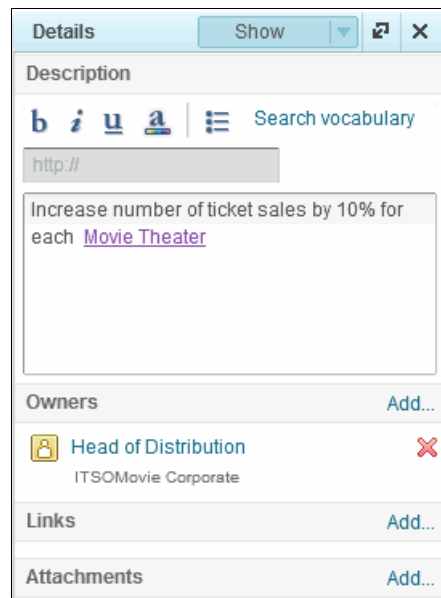 Details Show
Description
b i u a Search vocabulary
http://
Increase number of ticket sales by 10% for
each Movie Theater
Owners Add...
Head of Distribution
ITSOMovie Corporate
Links Add...
Attachments Add...